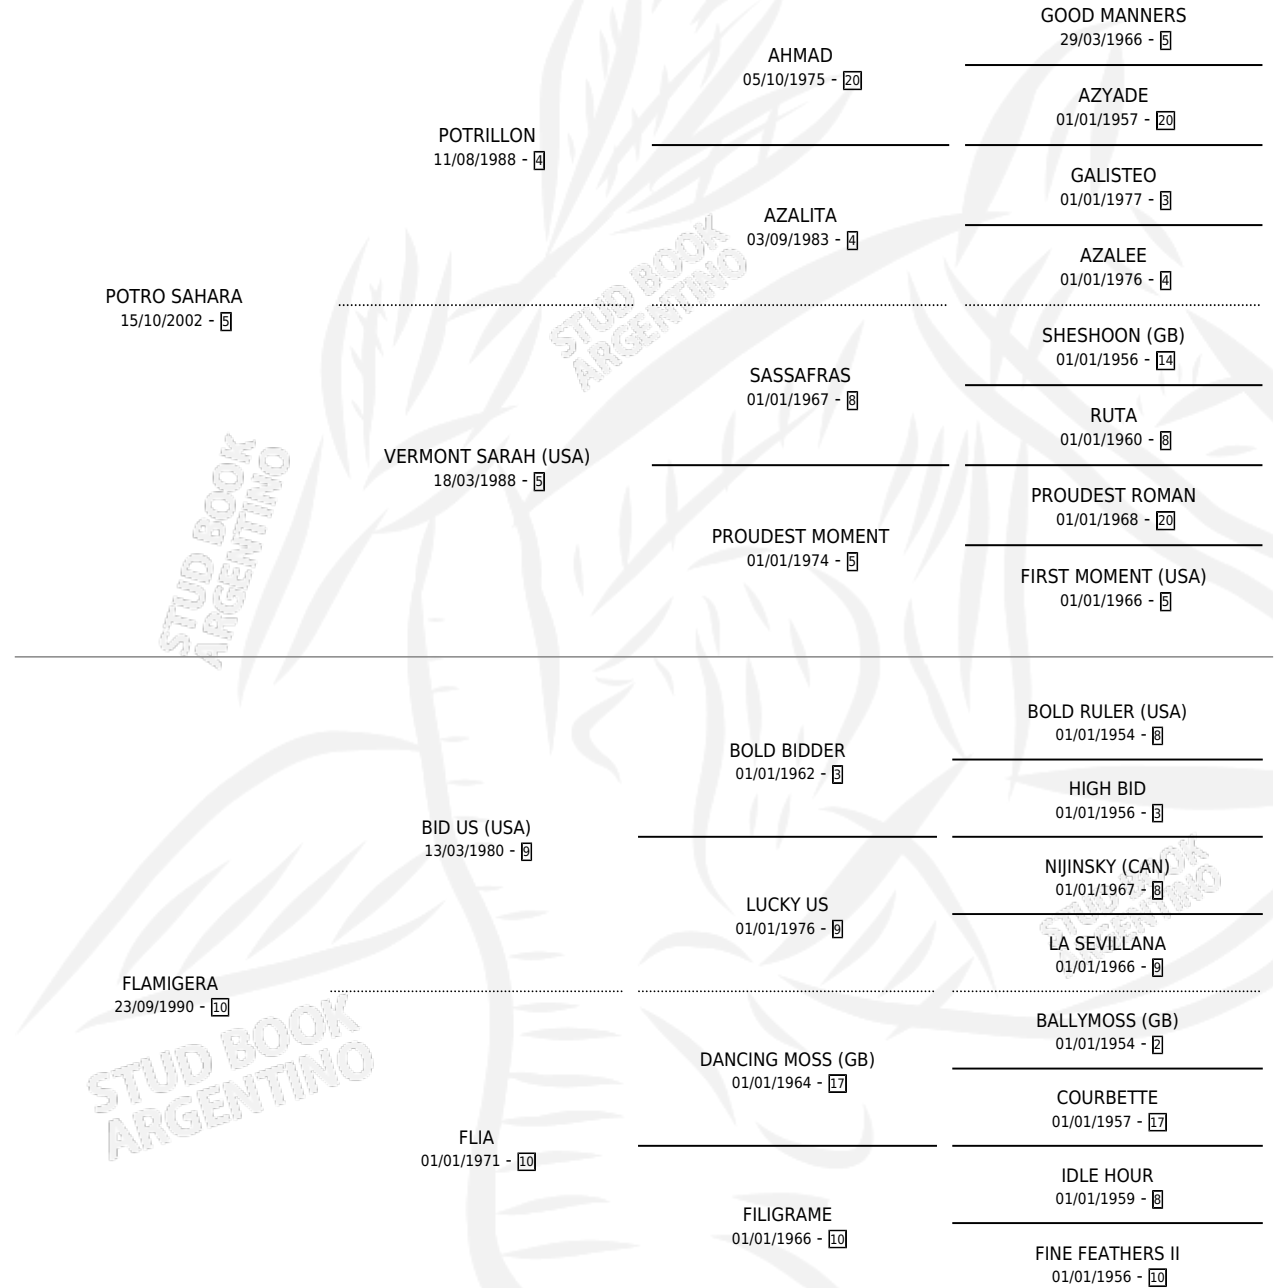 GOOD MANNERS
29/03/1966 - 5
AHMAD
05/10/1975 - 20
AZYADE
01/01/1957 - 20
POTRILLON
11/08/1988 - 4
GALISTEO
01/01/1977 - 3
AZALITA
03/09/1983 - 4
AZALEE
01/01/1976 - 4
POTRO SAHARA
15/10/2002 - 5
STUD BOOK
ARGENTINO
SHESHOON (GB)
01/01/1956 - 14
SASSAFRAS
01/01/1967 - 8
RUTA
01/01/1960 - 8
VERMONT SARAH (USA)
18/03/1988 - 5
PROUDEST ROMAN
01/01/1968 - 20
PROUDEST MOMENT
01/01/1974 - 5
FIRST MOMENT (USA)
01/01/1966 - 5
STUD BOOK
ARGENTINO
BOLD RULER (USA)
01/01/1954 - 8
BOLD BIDDER
01/01/1962 - 3
HIGH BID
01/01/1956 - 3
BID US (USA)
13/03/1980 - 9
NIJINSKY (CAN)
01/01/1967 - 8
LUCKY US
01/01/1976 - 9
STUD BOOK
ARGENTINO
LA SEVILLANA
01/01/1966 - 9
FLAMIGERA
23/09/1990 - 10
STUD BOOK
ARGENTINO
BALLYMOSS (GB)
01/01/1954 - 2
DANCING MOSS (GB)
01/01/1964 - 17
COURBETTE
01/01/1957 - 17
FLIA
01/01/1971 - 10
IDLE HOUR
01/01/1959 - 8
FILIGRAME
01/01/1966 - 10
FINE FEATHERS II
01/01/1956 - 10